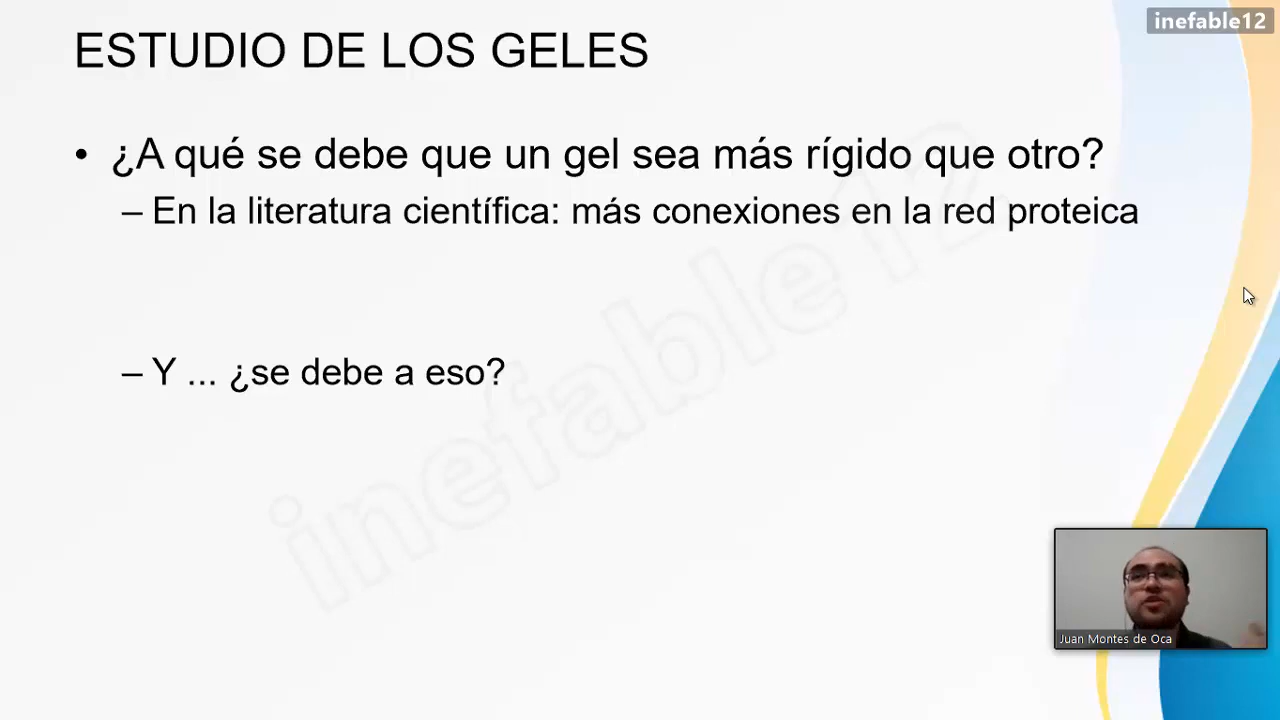 inefable12
ESTUDIO DE LOS GELES
• ¿A qué se debe que un gel sea más rígido que otro?
– En la literatura científica: más conexiones en la red proteica
– Y ... ¿se debe a eso?
inefable12
Juan Montes de Oca